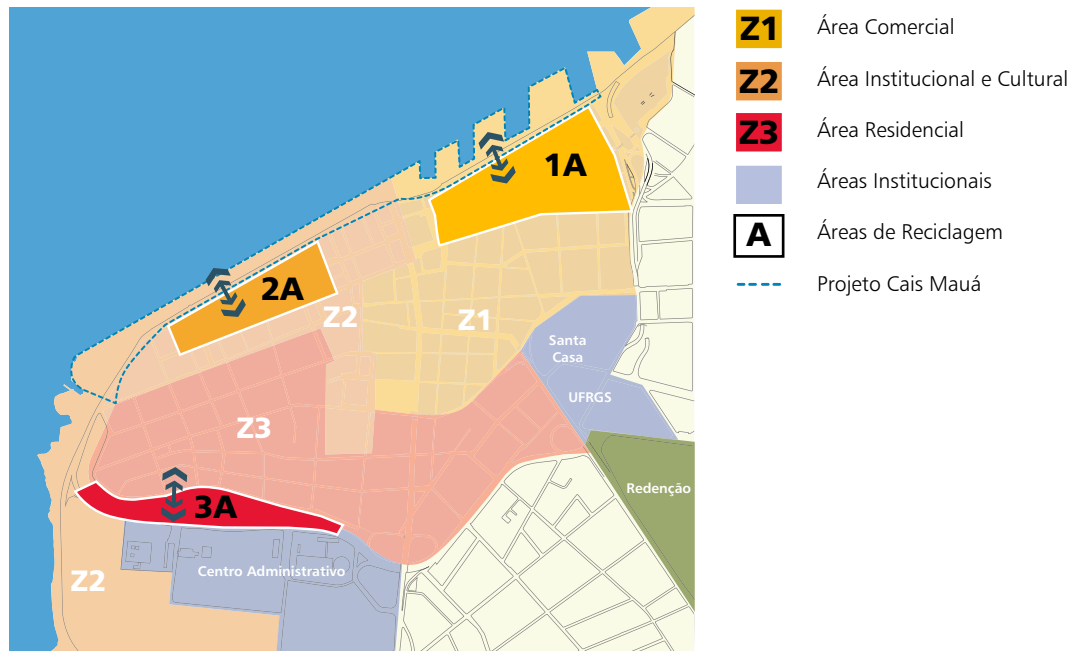 Z1 Área Comercial
Z2 Área Institucional e Cultural
Z3 Área Residencial
Áreas Institucionais
A Áreas de Reciclagem
Projeto Cais Mauá
1A
2A
Z2
Z1
Santa
Casa
UFRGS
Z3
Redenção
3A
Centro Administrativo
Z2